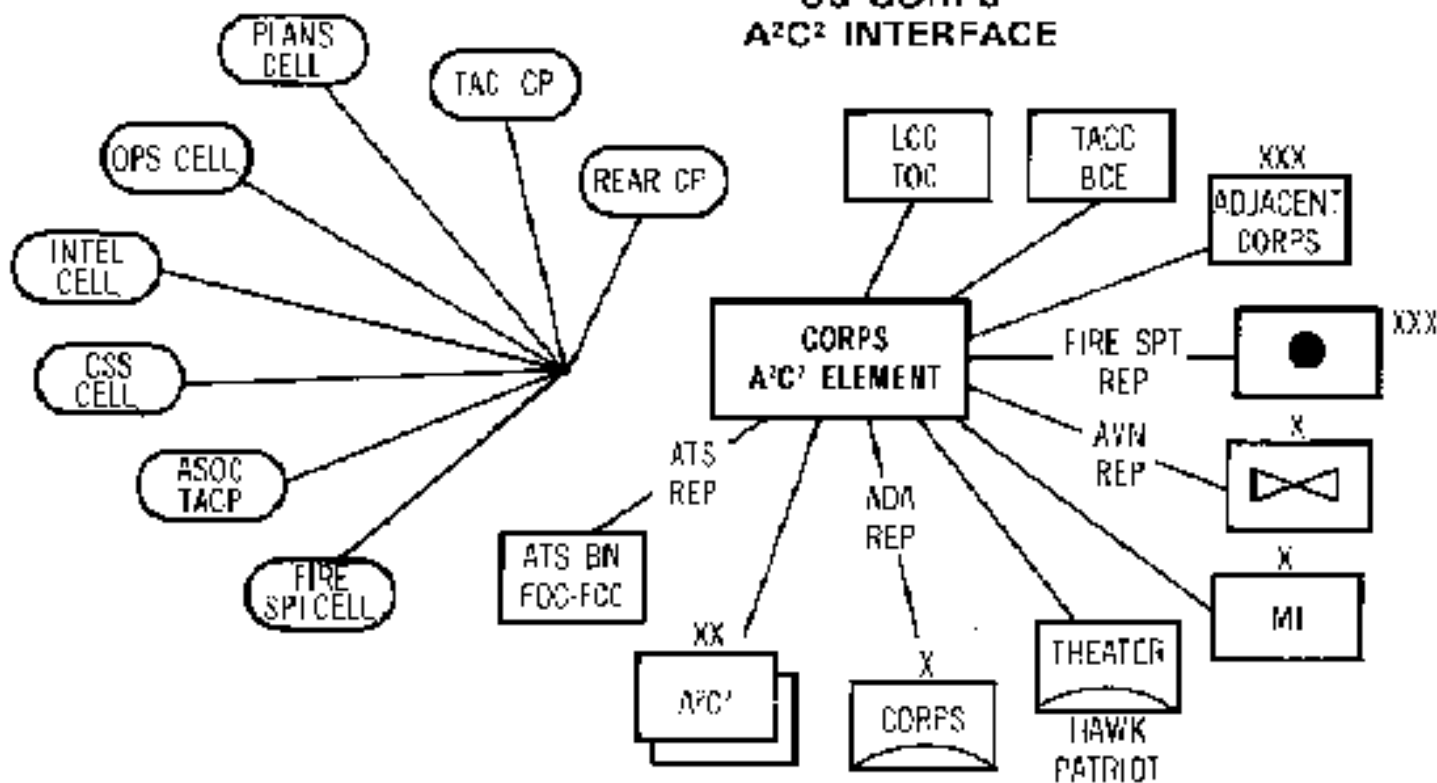 A²C² INTERFACE
PLANS
CELL
TAC CP
OPS CELL
REAR CP
INTEL
CELL
CSS
CELL
ASOC
TACP
FIRE
SPT CELL
LCC
TOC
TACC
BCE
XXX
ADJACENT
CORPS
CORPS
A²C² ELEMENT
FIRE SPT
REP
XXX
AVN
REP
X
ATS
REP
ADA
REP
ATS BN
FOC-FCC
X
MI
XX
A²C²
X
CORPS
THEATER
HAWK
PATRIOT